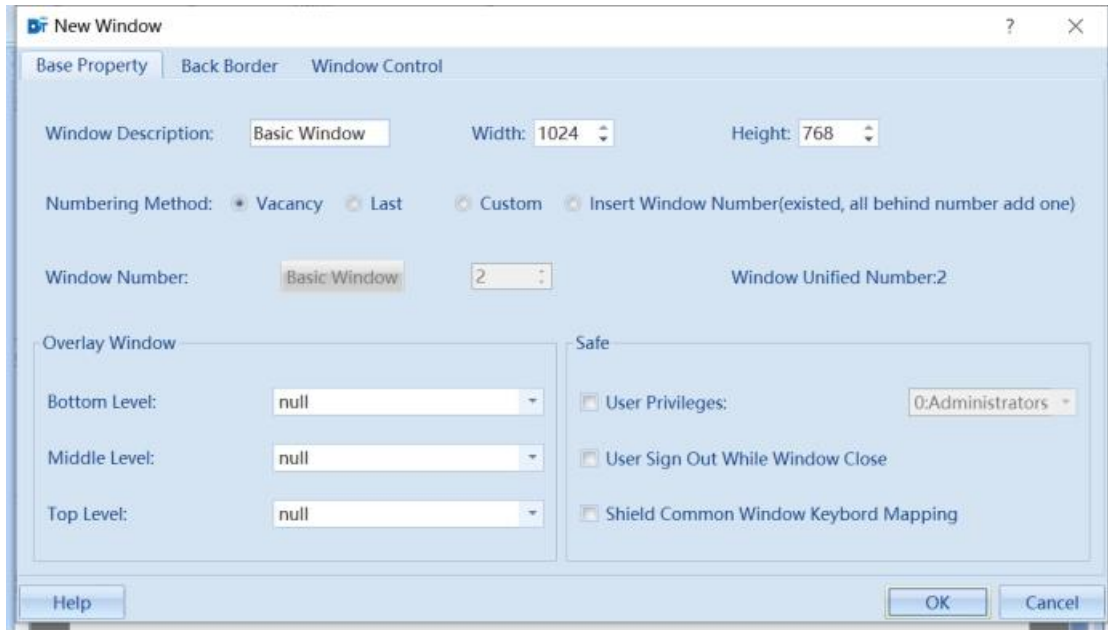 DT New Window ?
Base Property Back Border Window Control
Window Description: Basic Window Width: 1024 Height: 768
Numbering Method: Vacancy Last Custom Insert Window Number(existed, all behind number add one)
Window Number: Basic Window 2 Window Unified Number:2
Overlay Window
Bottom Level: null
Middle Level: null
Top Level: null
Safe
User Privileges: 0:Administrators
User Sign Out While Window Close
Shield Common Window Keybord Mapping
Help OK Cancel